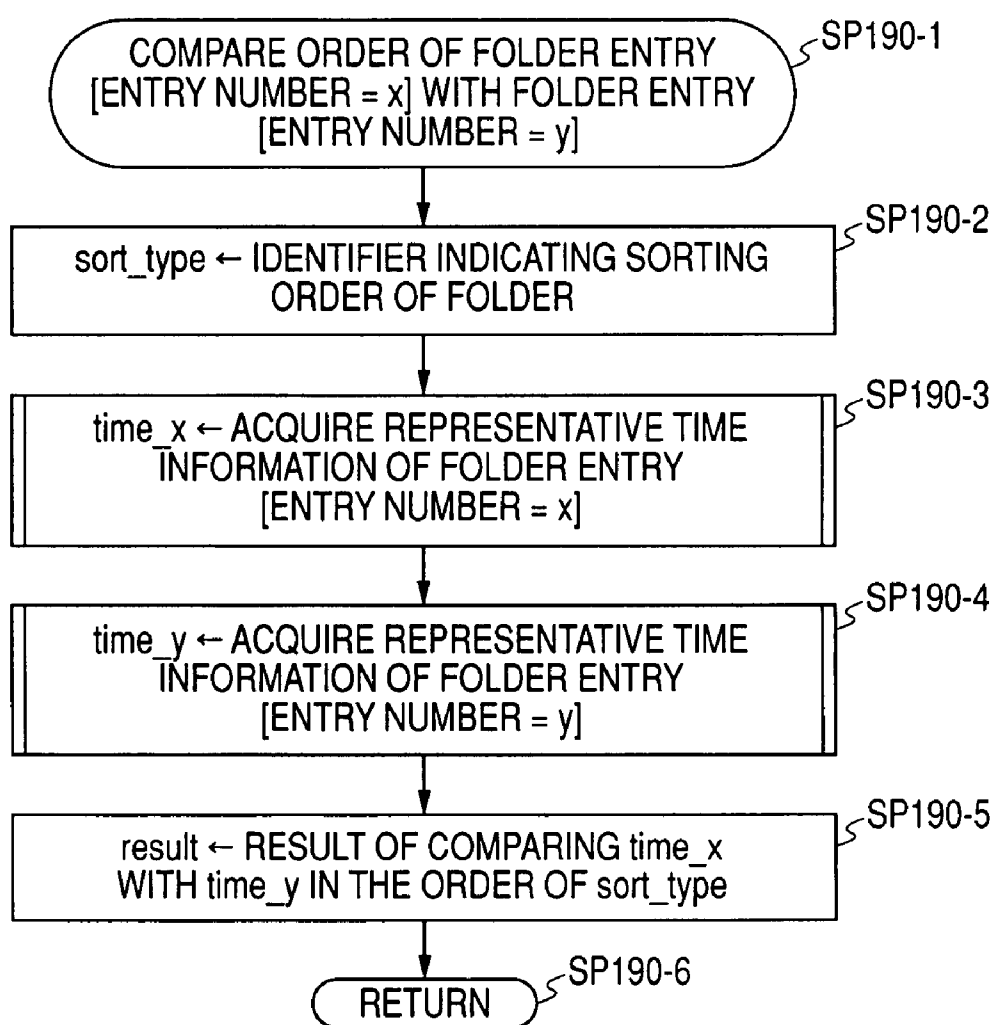 COMPARE ORDER OF FOLDER ENTRY
[ENTRY NUMBER = x] WITH FOLDER ENTRY
[ENTRY NUMBER = y]
SP190-1
sort_type ← IDENTIFIER INDICATING SORTING
ORDER OF FOLDER
SP190-2
time_x ← ACQUIRE REPRESENTATIVE TIME
INFORMATION OF FOLDER ENTRY
[ENTRY NUMBER = x]
SP190-3
time_y ← ACQUIRE REPRESENTATIVE TIME
INFORMATION OF FOLDER ENTRY
[ENTRY NUMBER = y]
SP190-4
result ← RESULT OF COMPARING time_x
WITH time_y IN THE ORDER OF sort_type
SP190-5
RETURN
SP190-6